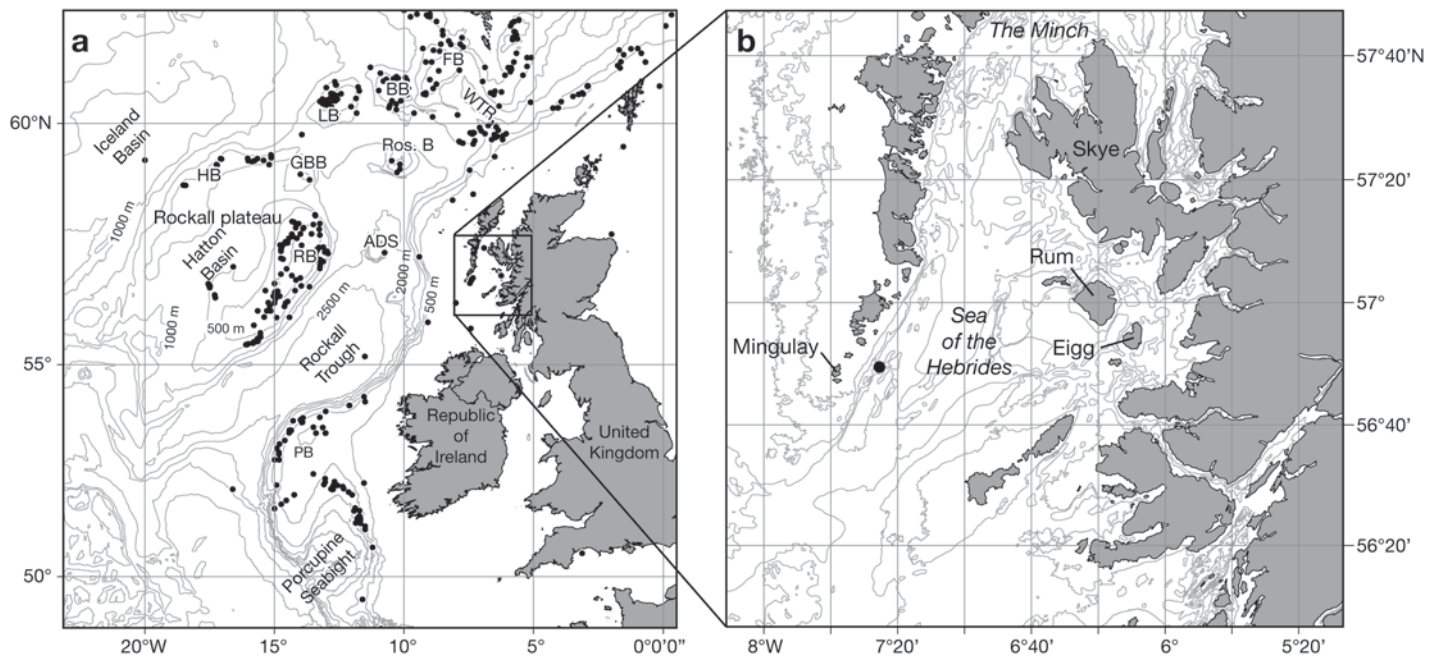 a
60°N
55°
50°
20°W
15°
10°
5°
0°0'0"
Iceland
Basin
LB
BB
FB
WTR
Ros. B
GBB
HB
1000 m
Rockall plateau
Hatton
Basin
RB
ADS
2000 m
500 m
2500 m
1000 m
500 m
Rockall
Trough
PB
Republic
of
Ireland
United
Kingdom
Porcupine
Seabight
b
The Minch
57°40'N
Skye
57°20'
Rum
57°
Sea
of the
Hebrides
Mingulay
Eigg
56°40'
56°20'
8°W
7°20'
6°40'
6°
5°20'